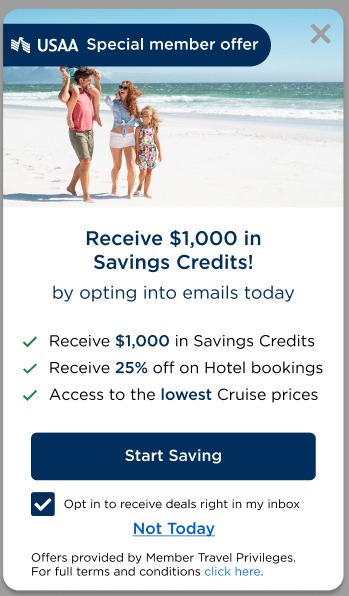 USAA Special member offer
Receive $1,000 in
Savings Credits!
by opting into emails today
Receive $1,000 in Savings Credits
Receive 25% off on Hotel bookings
Access to the lowest Cruise prices
Start Saving
Opt in to receive deals right in my inbox
Not Today
Offers provided by Member Travel Privileges.
For full terms and conditions click here.